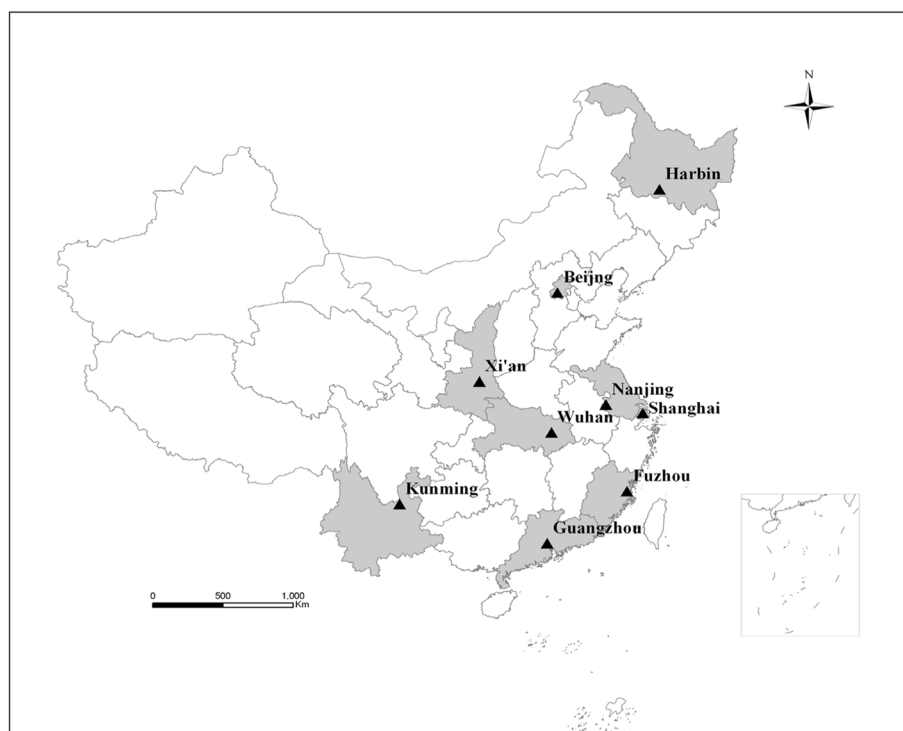 N
Harbin
Beijng
Xi'an
Nanjing
Shanghai
Wuhan
Fuzhou
Kunming
Guangzhou
0 500 1,000
Km